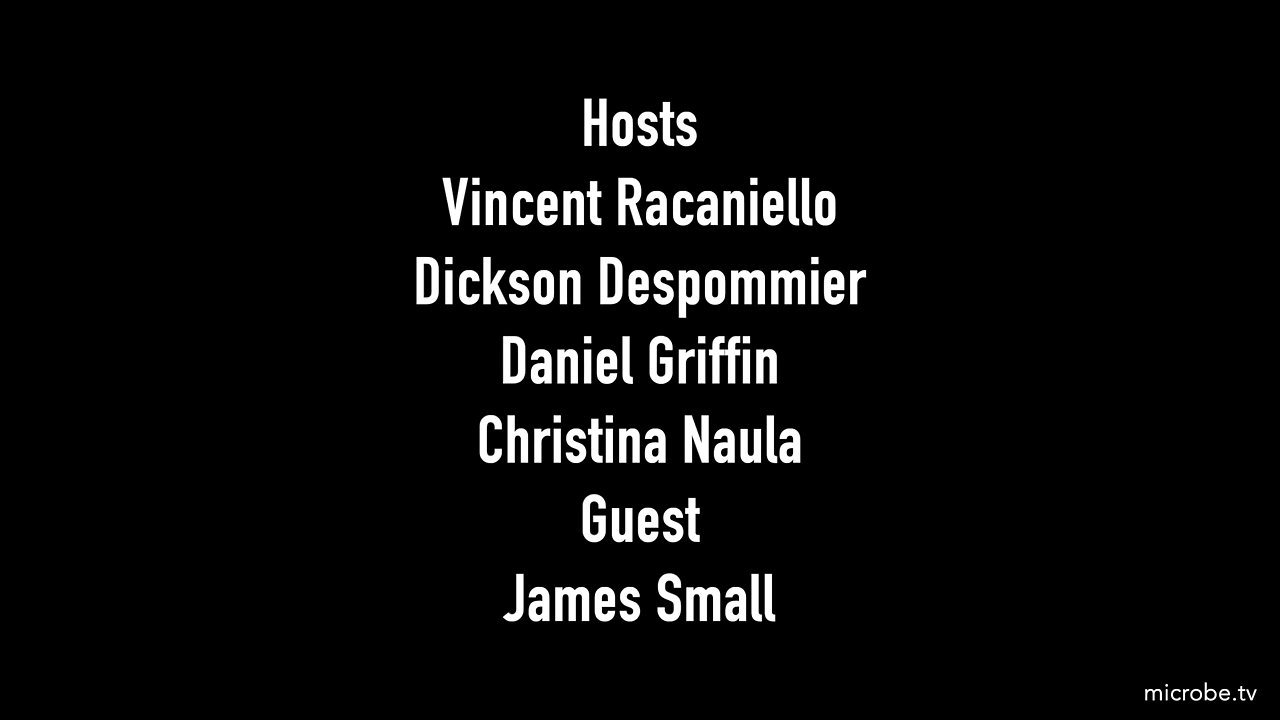 Hosts
Vincent Racaniello
Dickson Despommier
Daniel Griffin
Christina Naula
Guest
James Small
microbe.tv